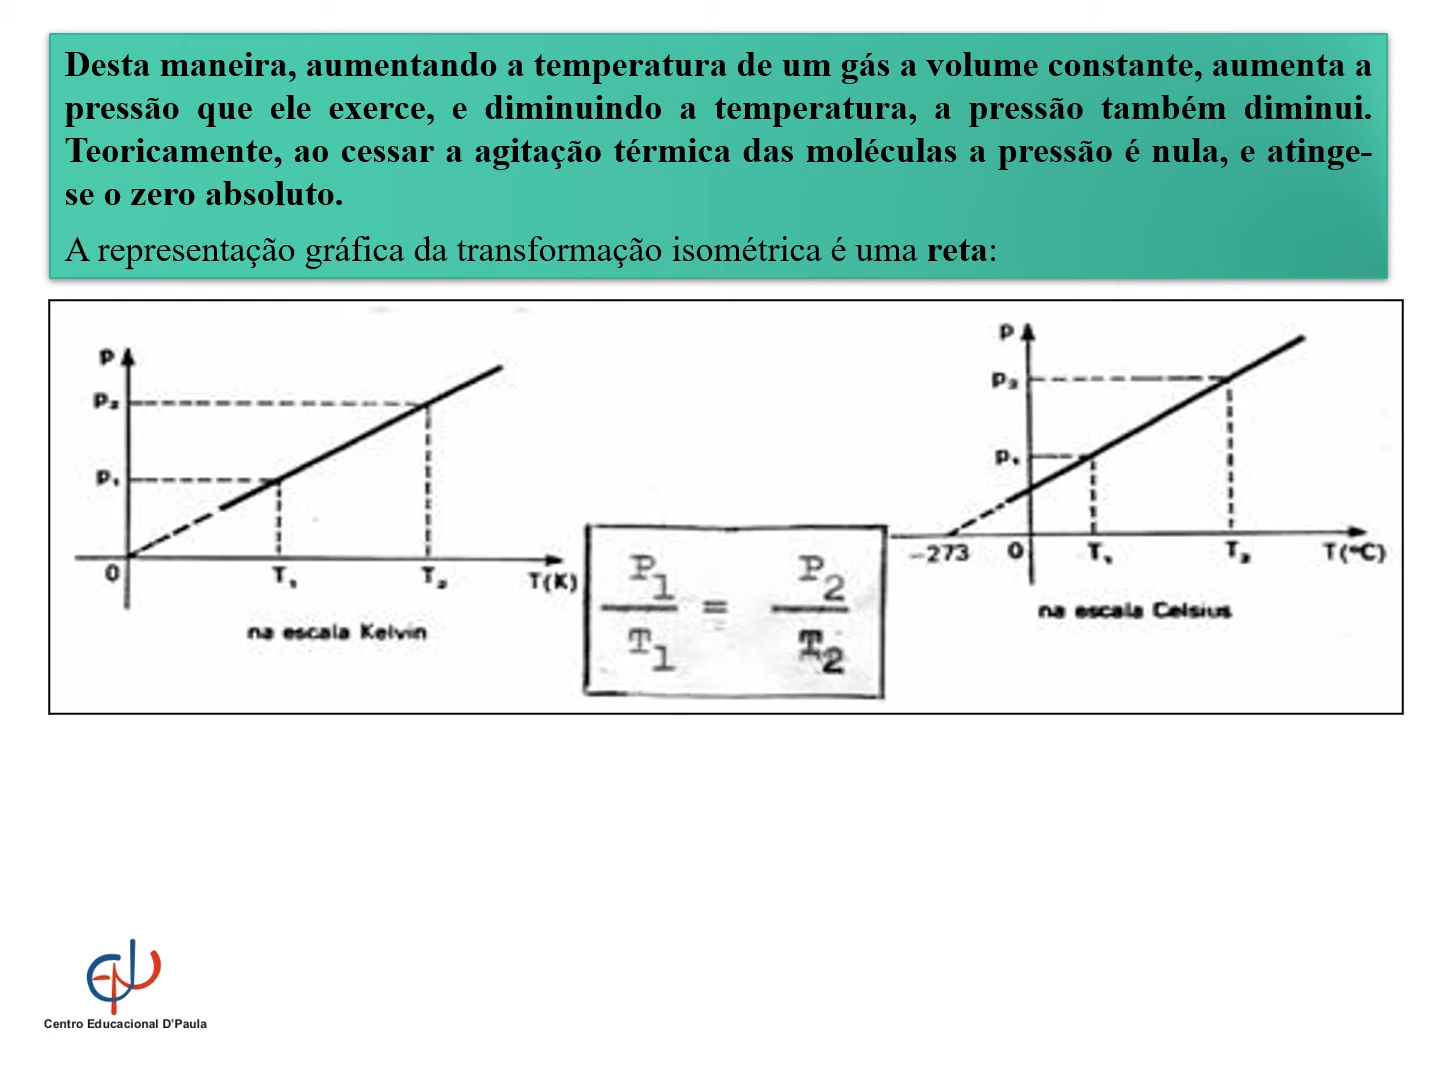 Desta maneira, aumentando a temperatura de um gás a volume constante, aumenta a
pressão que ele exerce, e diminuindo a temperatura, a pressão também diminui.
Teoricamente, ao cessar a agitação térmica das moléculas a pressão é nula, e atinge-
se o zero absoluto.
A representação gráfica da transformação isométrica é uma reta:
P
P₂
P₁
0
T₁
T₂
T(K)
na escala Kelvin
P₁
T₁
=
P₂
T₂
P
P₂
P₁
-273
0
T₁
T₂
T(°C)
na escala Celsius
Centro Educacional D'Paula